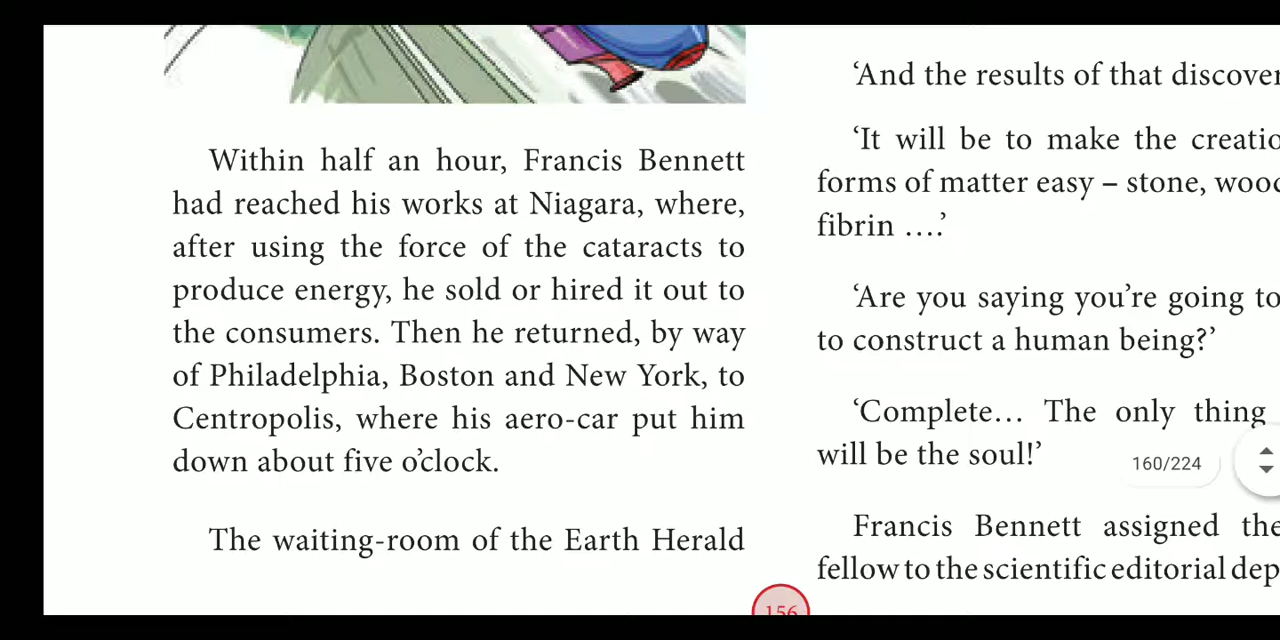 Within half an hour, Francis Bennett
had reached his works at Niagara, where,
after using the force of the cataracts to
produce energy, he sold or hired it out to
the consumers. Then he returned, by way
of Philadelphia, Boston and New York, to
Centropolis, where his aero-car put him
down about five o’clock.
The waiting-room of the Earth Herald
‘And the results of that
‘It will be to make the
forms of matter easy – stone,
fibrin ….’
‘Are you saying you’re going to
to construct a human being?’
‘Complete… The only thing
will be the soul!’
Francis Bennett assigned the
fellow to the scientific editorial
160/224
156